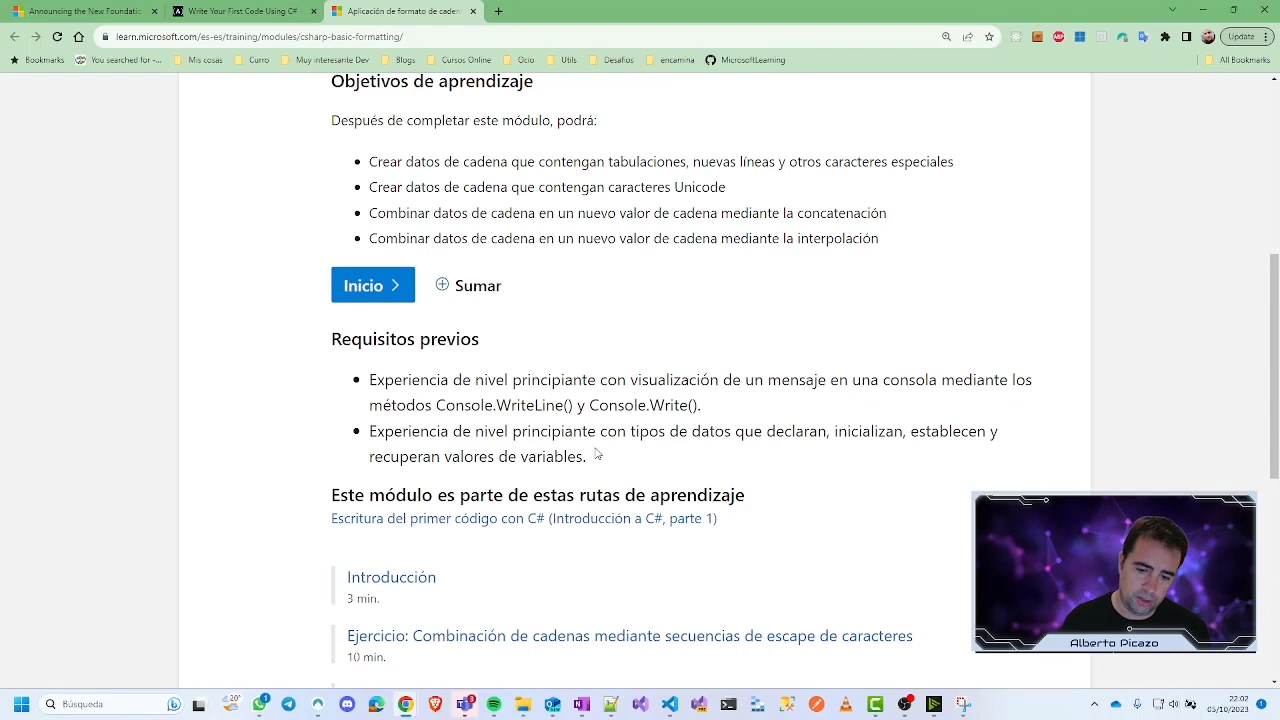 Announcing the New Foundatio
Write Your First Code Using C#
Aplicación de formato de caden
learn.microsoft.com/es-es/training/modules/csharp-basic-formatting/
Update
Bookmarks
You searched for -...
Mis cosas
Curro
Muy interesante Dev
Blogs
Cursos Online
Ocio
Utils
Desafios
encamina
MicrosoftLearning
All Bookmarks
Objetivos de aprendizaje
Después de completar este módulo, podrá:
Crear datos de cadena que contengan tabulaciones, nuevas líneas y otros caracteres especiales
Crear datos de cadena que contengan caracteres Unicode
Combinar datos de cadena en un nuevo valor de cadena mediante la concatenación
Combinar datos de cadena en un nuevo valor de cadena mediante la interpolación
Inicio
Sumar
Requisitos previos
Experiencia de nivel principiante con visualización de un mensaje en una consola mediante los
métodos Console.WriteLine() y Console.Write().
Experiencia de nivel principiante con tipos de datos que declaran, inicializan, establecen y
recuperan valores de variables.
Este módulo es parte de estas rutas de aprendizaje
Escritura del primer código con C# (Introducción a C#, parte 1)
Introducción
3 min.
Ejercicio: Combinación de cadenas mediante secuencias de escape de caracteres
10 min.
Alberto Picazo
Búsqueda
20°
22:02
05/10/2023